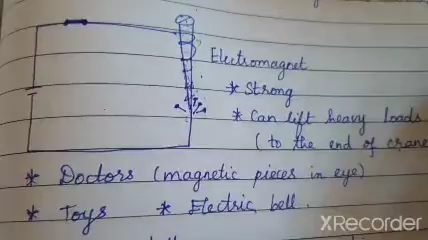 Electromagnet
* Strong
* Can lift heavy loads
(to the end of crane
* Doctors (magnetic pieces in eye)
* Toys * Electric bell.
XRecorder